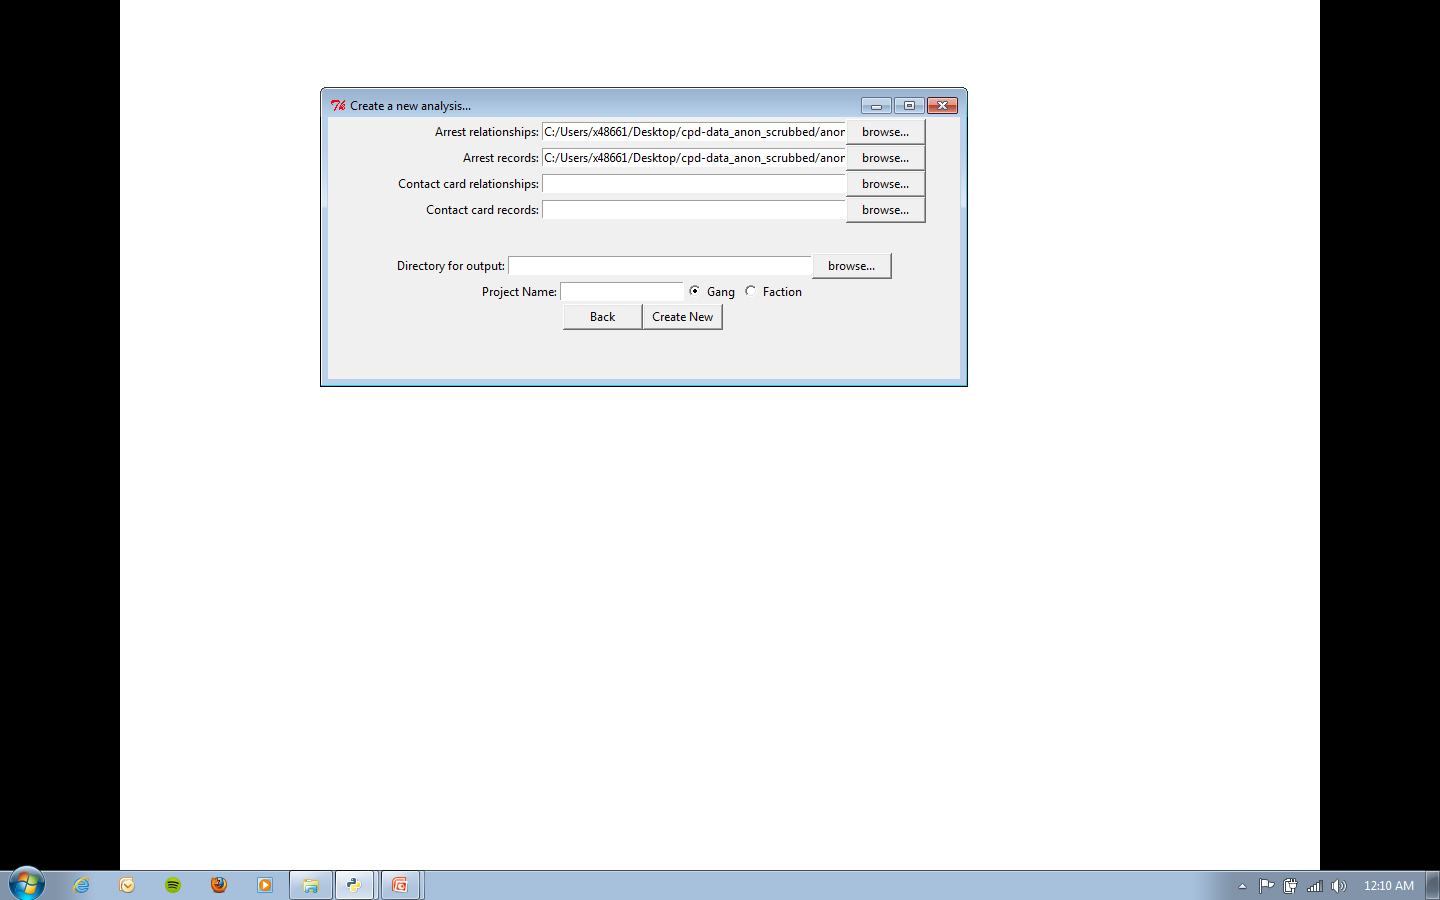 Create a new analysis...
Arrest relationships: C:/Users/x48661/Desktop/cpd-data_anon_scrubbed/anor browse...
Arrest records: C:/Users/x48661/Desktop/cpd-data_anon_scrubbed/anor browse...
Contact card relationships: browse...
Contact card records: browse...
Directory for output: browse...
Project Name: Gang Faction
Back Create New
12:10 AM